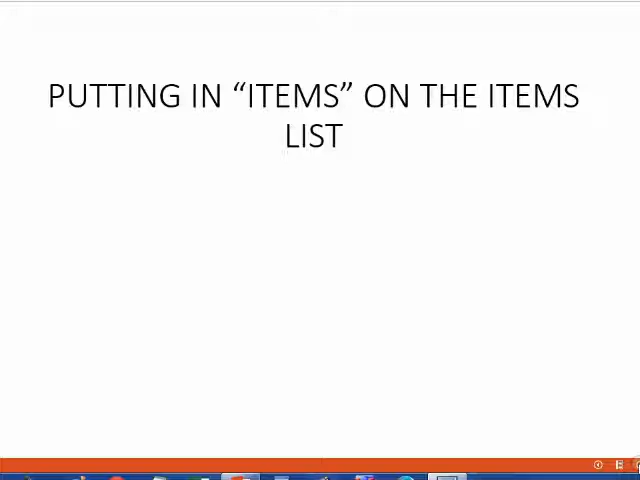 PUTTING IN “ITEMS” ON THE ITEMS
LIST